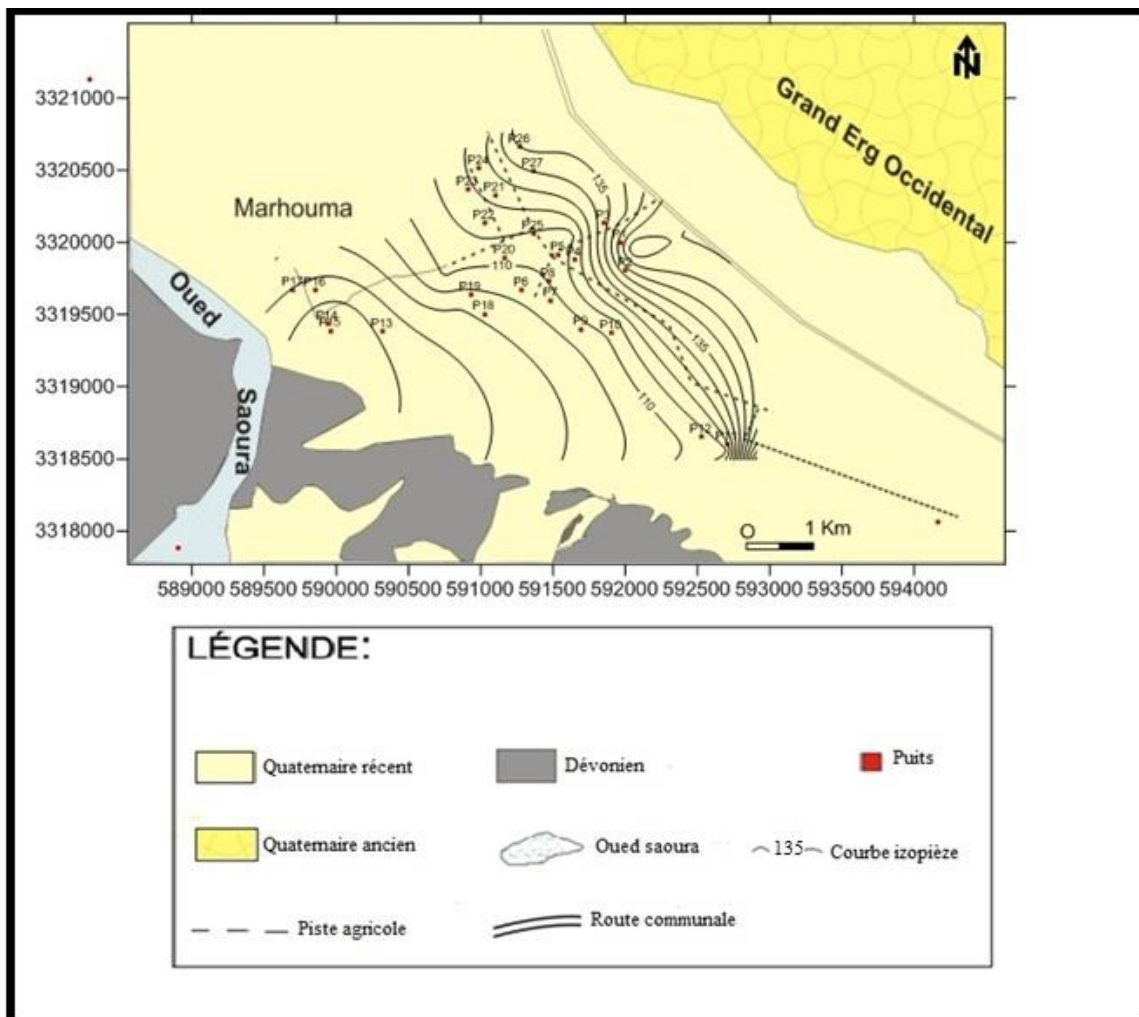 N
3321000
Grand Erg Occidental
P26
3320500
P24
P27
135
P23
P21
Marhouma
P22
P25
3320000
P20
P5
110
P8
P17
P16
P19
P6
P7
3319500
P18
P14
P15
P13
P9
P10
Oued
Saoura
135
3319000
110
P12
3318500
3318000
O 1 Km
589000 589500 590000 590500 591000 591500 592000 592500 593000 593500 594000
LÉGENDE:
Quaternaire récent
Dévonien
Puits
Quaternaire ancien
Oued saoura
135 Courbe izopièze
Piste agricole
Route communale